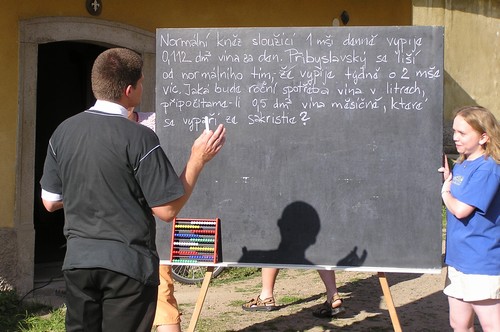 Normální kněz sloužící 1 mši denně vypije
0,112 dm³ vína za den. Přibyslavský se liší
od normálního tím, že vypije týdně o 2 mše
víc. Jaká bude roční spotřeba vína v litrech,
připočítáme-li 0,5 dm³ vína měsíčně, které
se vypaří za sakristie?